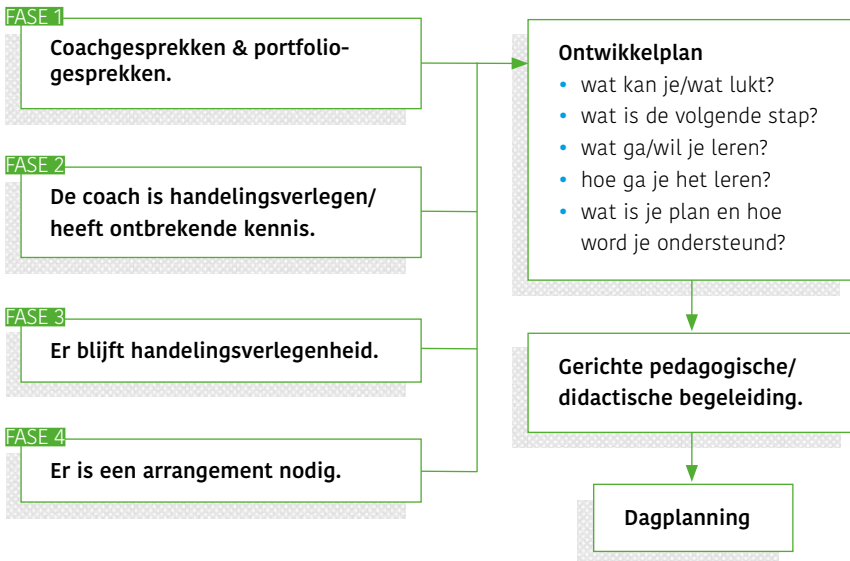 FASE 1
Coachgesprekken & portfolio-
gesprekken.
FASE 2
De coach is handelingsverlegen/
heeft ontbrekende kennis.
FASE 3
Er blijft handelingsverlegenheid.
FASE 4
Er is een arrangement nodig.
Ontwikkelplan
• wat kan je/wat lukt?
• wat is de volgende stap?
• wat ga/wil je leren?
• hoe ga je het leren?
• wat is je plan en hoe
word je ondersteund?
Gerichte pedagogische/
didactische begeleiding.
Dagplanning